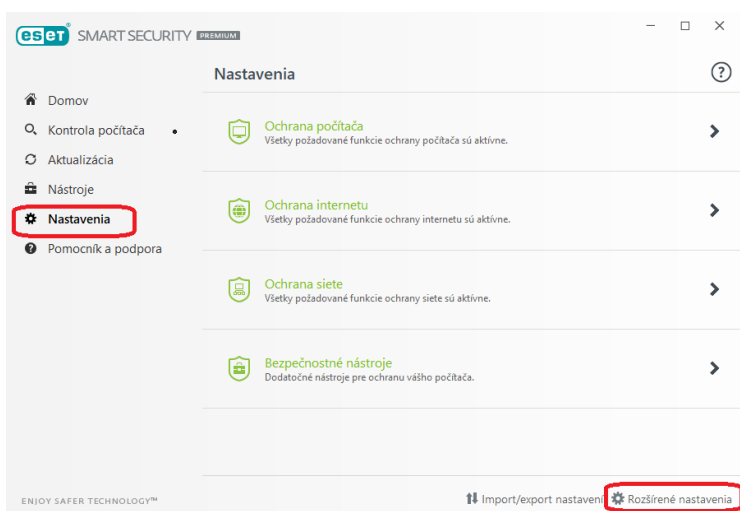 eset SMART SECURITY PREMIUM
Nastavenia
Domov
Kontrola počítača
Aktualizácia
Nástroje
Nastavenia
Pomocník a podpora
Ochrana počítača
Všetky požadované funkcie ochrany počítača sú aktívne.
Ochrana internetu
Všetky požadované funkcie ochrany internetu sú aktívne.
Ochrana siete
Všetky požadované funkcie ochrany siete sú aktívne.
Bezpečnostné nástroje
Dodatočné nástroje pre ochranu vášho počítača.
ENJOY SAFER TECHNOLOGY™
Import/export nastavení
Rozšírené nastavenia